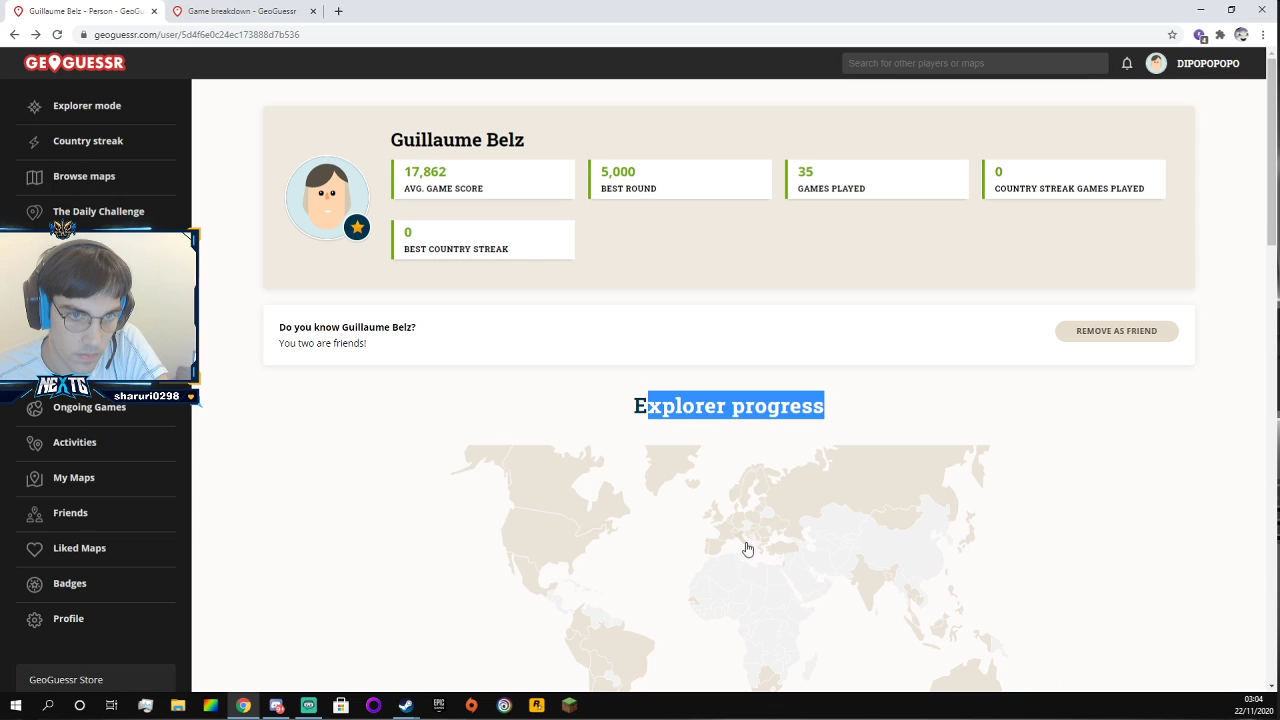 Guillaume Belz - Person - GeoGu
Game breakdown - GeoGuessr
geoguessr.com/user/5d4f6e0c24ec173888d7b536
GEOGUESSR
Search for other players or maps
DIPOPOPOPO
Explorer mode
Country streak
Browse maps
The Daily Challenge
NEXTG
sharuri0298
Ongoing Games
Activities
My Maps
Friends
Liked Maps
Badges
Profile
GeoGuessr Store
Guillaume Belz
17,862
AVG. GAME SCORE
5,000
BEST ROUND
35
GAMES PLAYED
0
COUNTRY STREAK GAMES PLAYED
0
BEST COUNTRY STREAK
Do you know Guillaume Belz?
You two are friends!
REMOVE AS FRIEND
Explorer progress
EPIC
03:04
22/11/2020